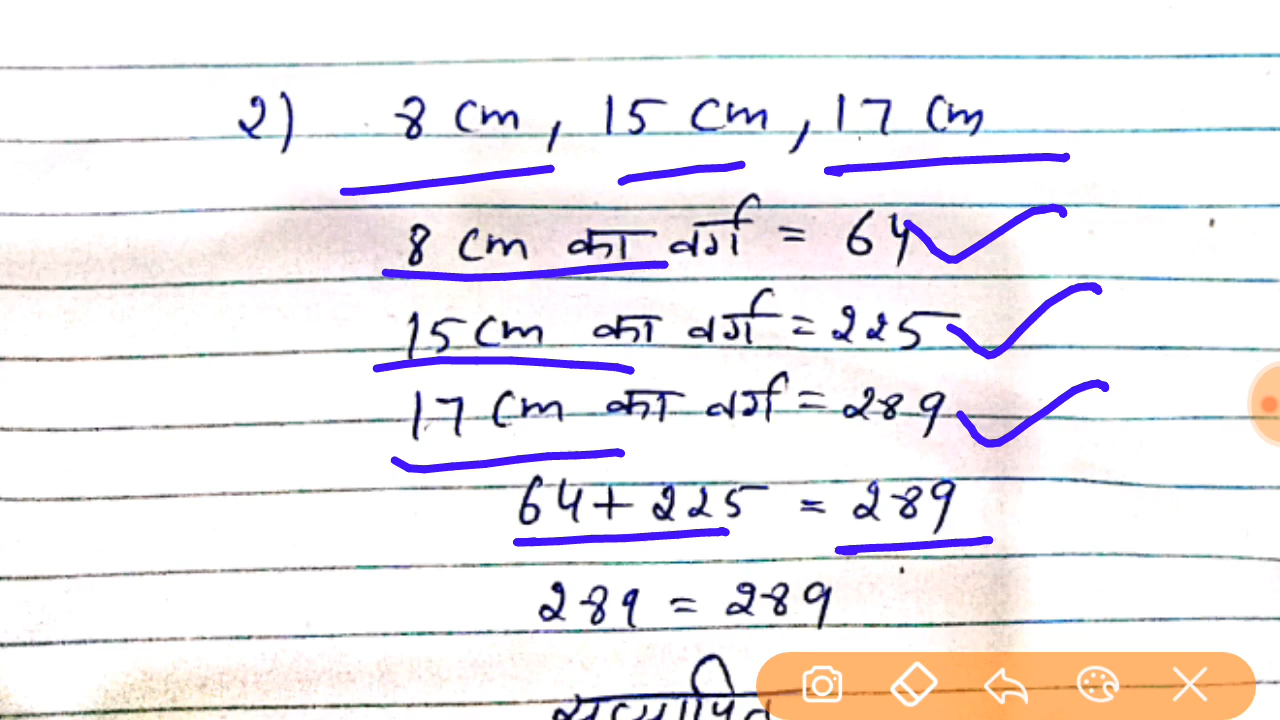 2) 8 cm, 15 cm, 17 cm
8 cm का वर्ग = 64
15 cm का वर्ग = 225
17 cm का वर्ग = 289
64 + 225 = 289
289 = 289